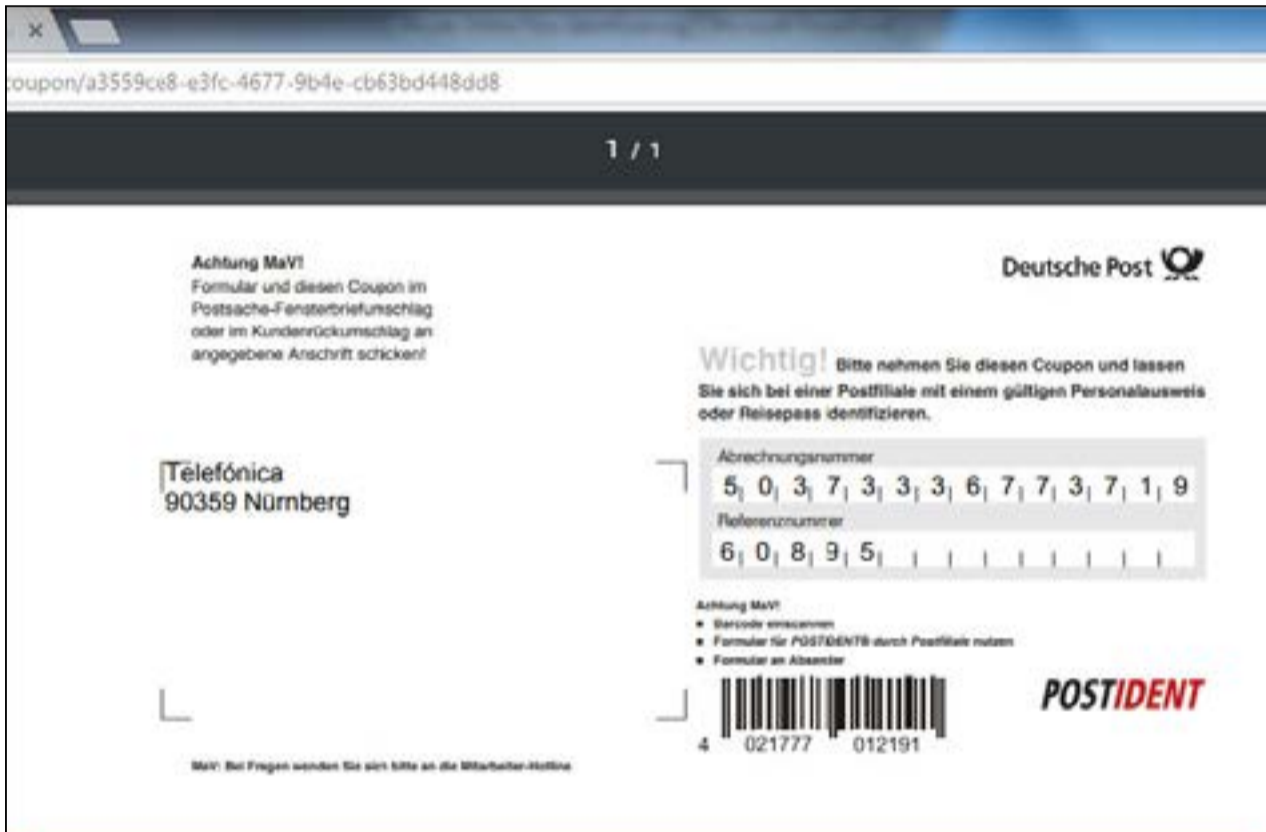 coupon/a3559ce8-e3fc-4677-9b4e-cb63bd448dd8
1 / 1
Achtung MaV!
Formular und diesen Coupon im
Postsache-Fensterbriefumschlag
oder im Kundenrückumschlag an
angegebene Anschrift schicken!
Deutsche Post
Wichtig! Bitte nehmen Sie diesen Coupon und lassen
Sie sich bei einer Postfiliale mit einem gültigen Personalausweis
oder Reisepass identifizieren.
Telefónica
90359 Nürnberg
Abrechnungsnummer
5 0 3 7 3 3 3 6 7 7 3 7 1 9
Referenznummer
6 0 8 9 5
Achtung MaV!
Barcode einscannen
Formular für POSTIDENT® durch Postfiliale nutzen
Formular an Absender
POSTIDENT
4 021777 012191
MaV: Bei Fragen wenden Sie sich bitte an die Mitarbeiter-Hotline